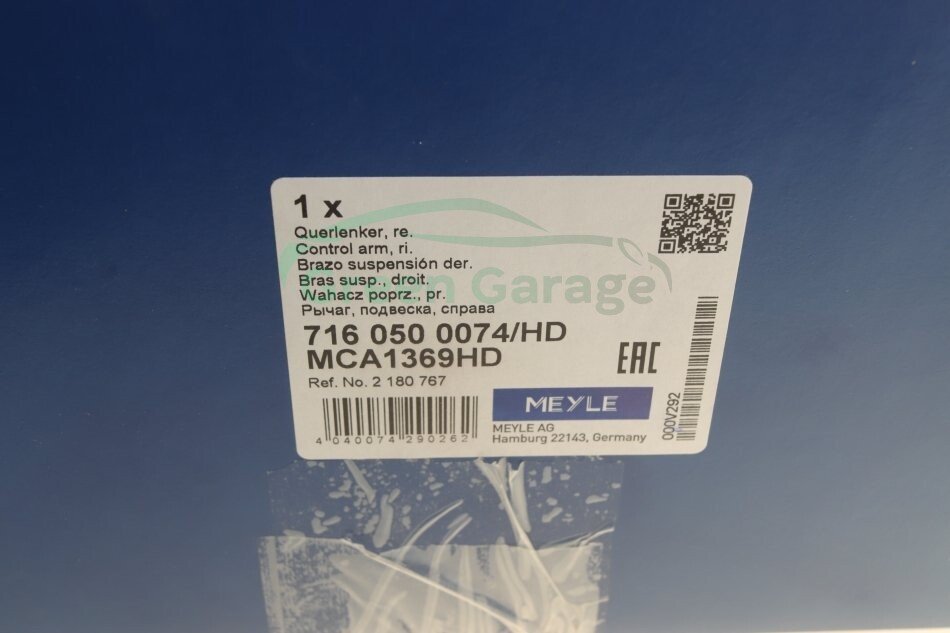 1 x
Querlenker, re.
Control arm, ri.
Brazo suspensión der.
Bras susp., droit.
Wahacz poprz., pr.
Рычаг, подвеска, справа
Green Garage
716 050 0074/HD
MCA1369HD
EAC
Ref. No. 2 180 767
MEYLE
MEYLE AG
Hamburg 22143, Germany
4 040074 290262
000V292